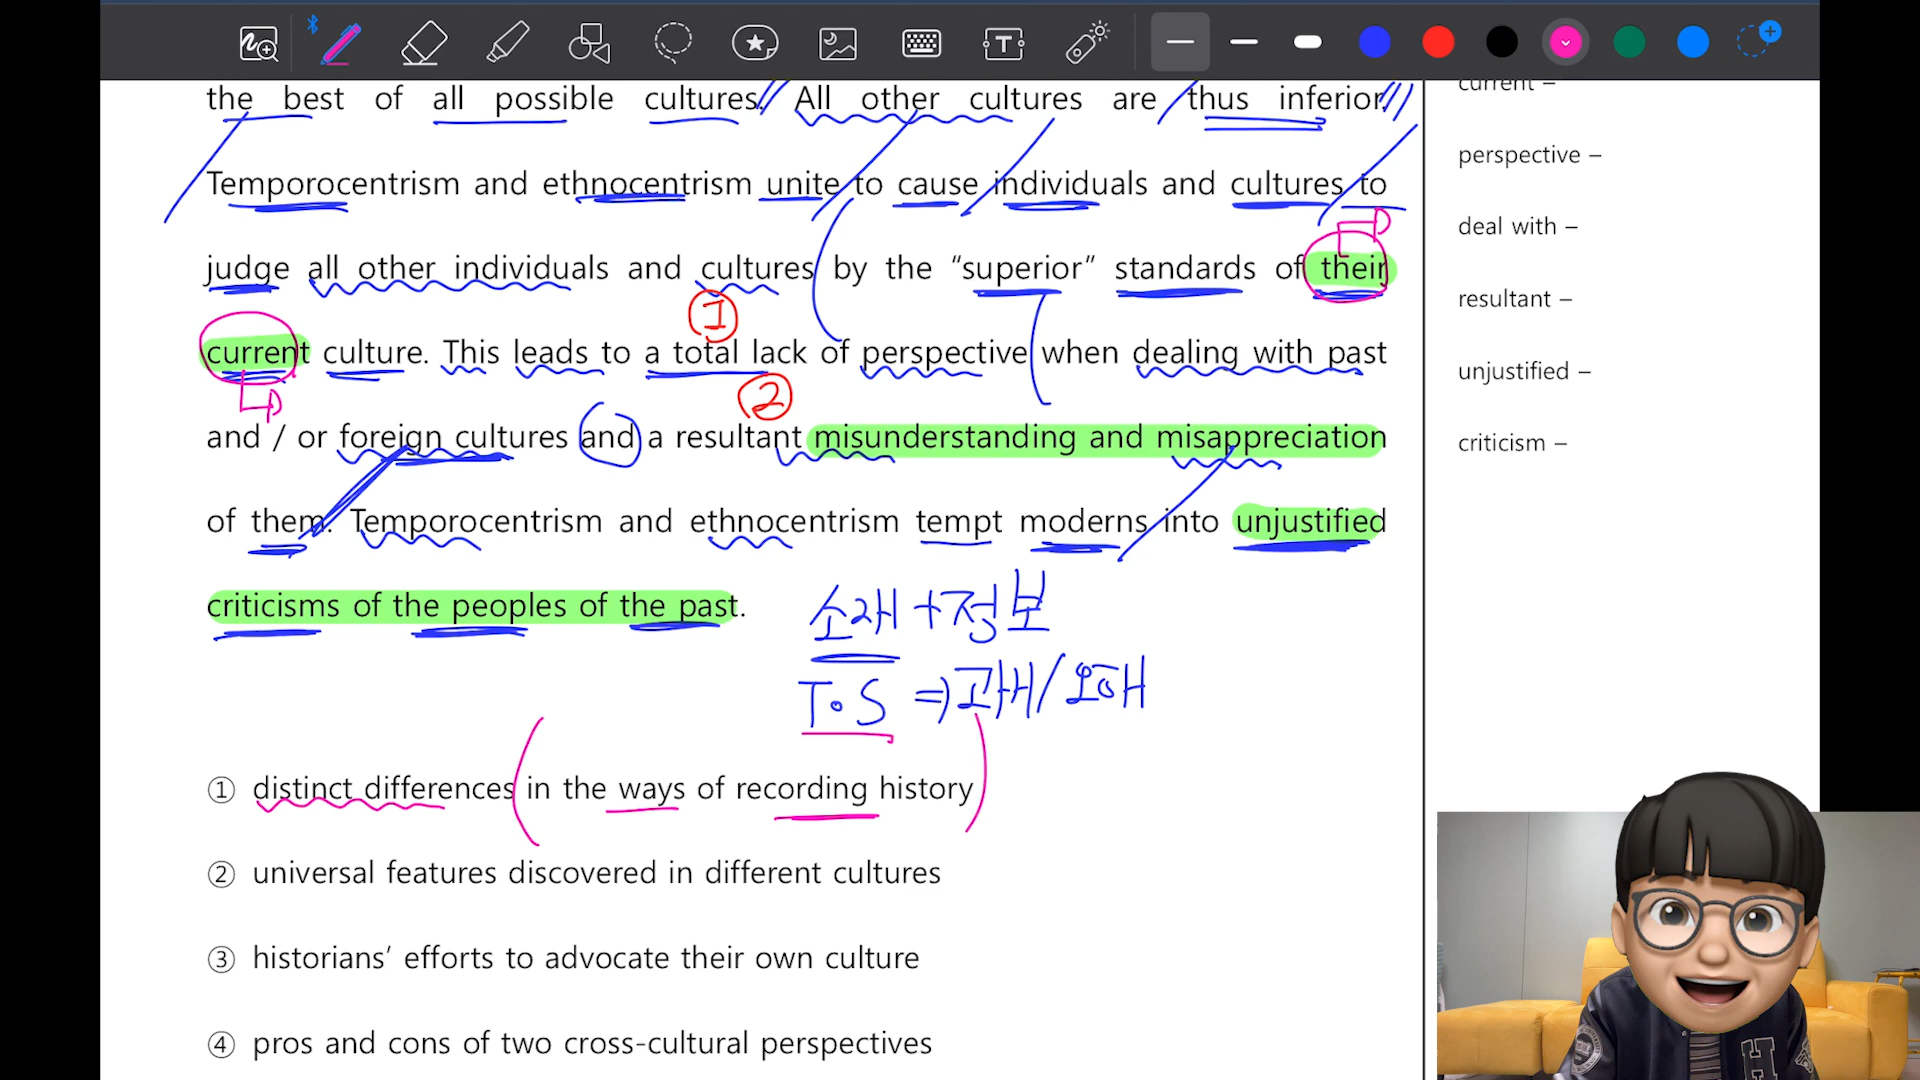 the best of all possible cultures. All other cultures are thus inferior.
Temporocentrism and ethnocentrism unite to cause individuals and cultures to
judge all other individuals and cultures by the “superior” standards of their
①
current culture. This leads to a total lack of perspective when dealing with past
②
and / or foreign cultures and a resultant misunderstanding and misappreciation
of them. Temporocentrism and ethnocentrism tempt moderns into unjustified
criticisms of the peoples of the past.
소재 + 정보
T.S ⇒ 과해 / 오해
① distinct differences in the ways of recording history
② universal features discovered in different cultures
③ historians’ efforts to advocate their own culture
④ pros and cons of two cross-cultural perspectives
current –
perspective –
deal with –
resultant –
unjustified –
criticism –
H